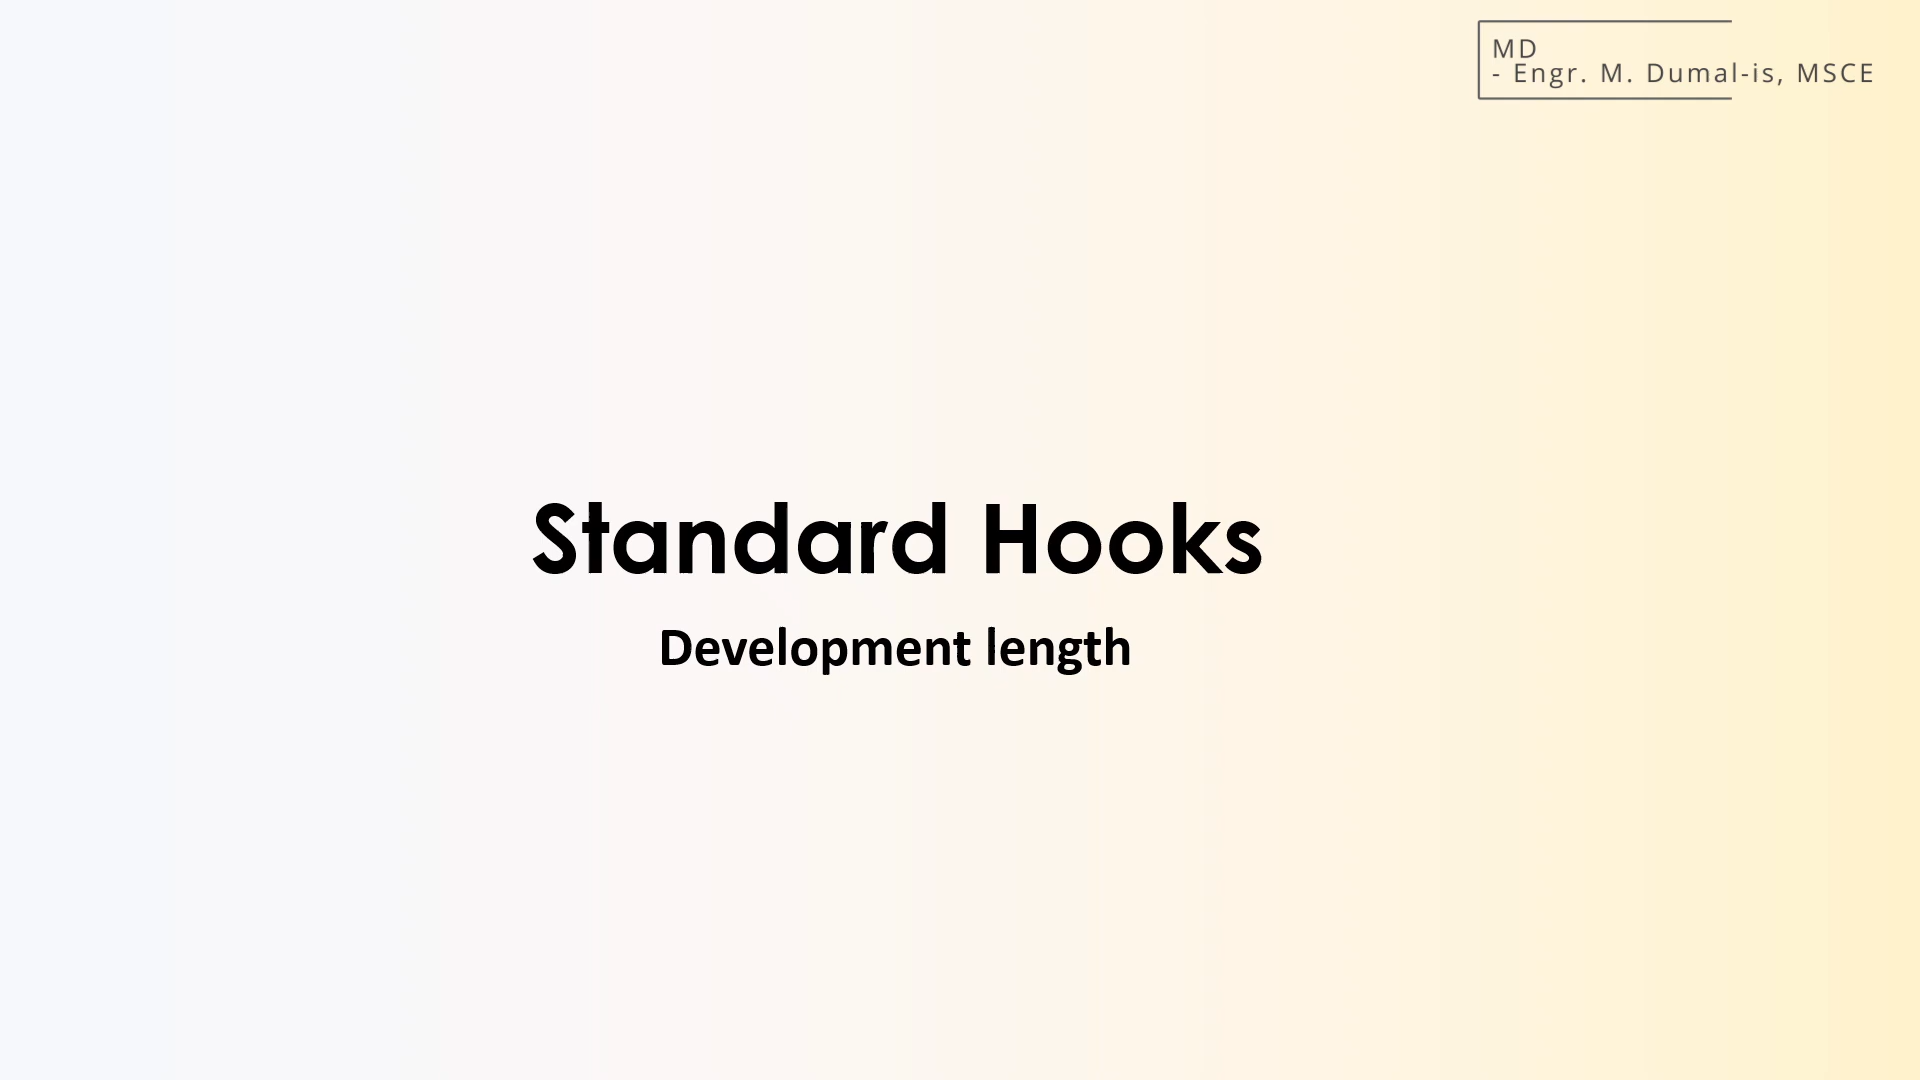 MD
- Engr. M. Dumal-is, MSCE
Standard Hooks
Development length